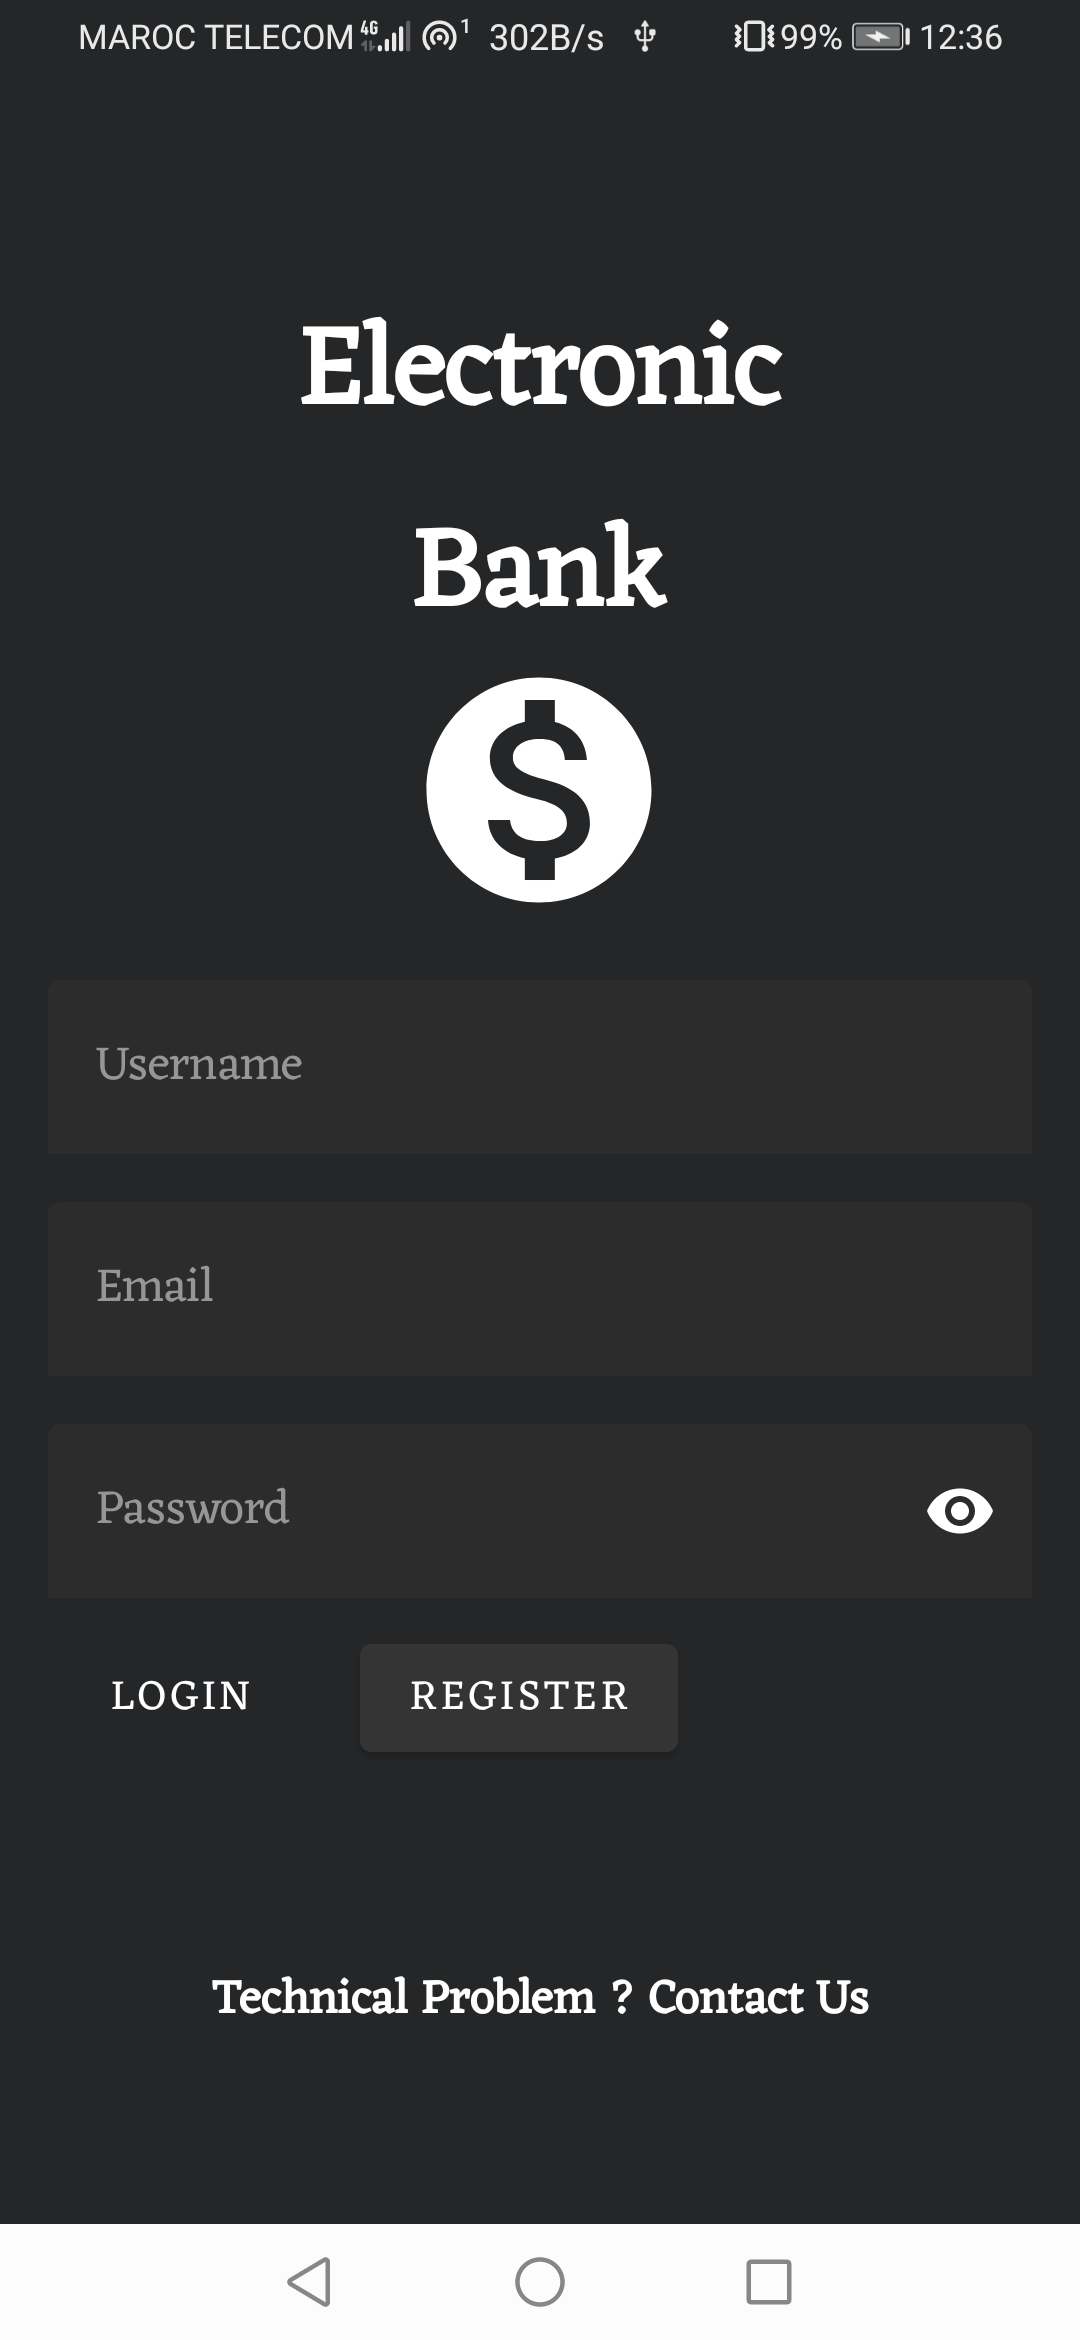 MAROC TELECOM 4G 1 302B/s 99% 12:36
Electronic
Bank
$
Username
Email
Password
LOGIN REGISTER
Technical Problem ? Contact Us